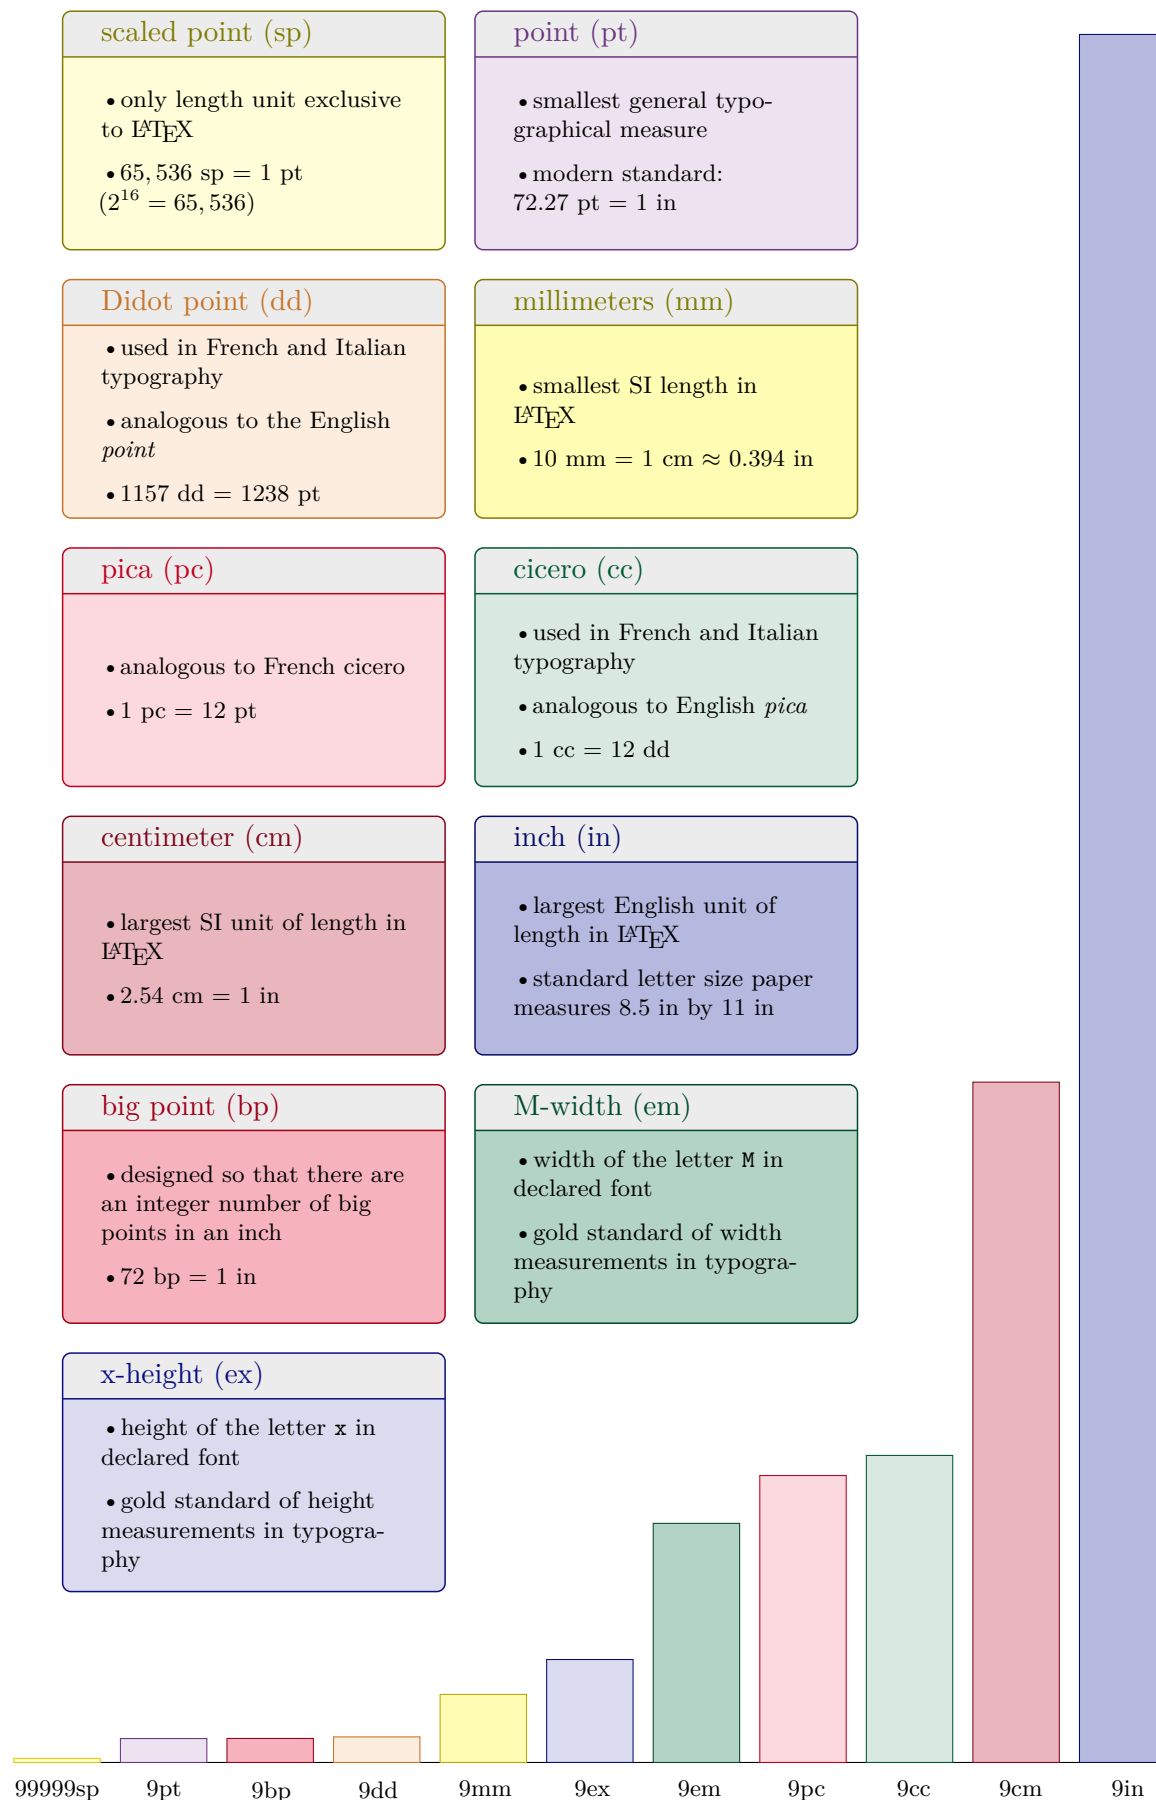 scaled point (sp)
• only length unit exclusive
to LATEX
• 65, 536 sp = 1 pt
(2^16 = 65, 536)
point (pt)
• smallest general typo-
graphical measure
• modern standard:
72.27 pt = 1 in
Didot point (dd)
• used in French and Italian
typography
• analogous to the English
point
• 1157 dd = 1238 pt
millimeters (mm)
• smallest SI length in
LATEX
• 10 mm = 1 cm ≈ 0.394 in
pica (pc)
• analogous to French cicero
• 1 pc = 12 pt
cicero (cc)
• used in French and Italian
typography
• analogous to English pica
• 1 cc = 12 dd
centimeter (cm)
• largest SI unit of length in
LATEX
• 2.54 cm = 1 in
inch (in)
• largest English unit of
length in LATEX
• standard letter size paper
measures 8.5 in by 11 in
big point (bp)
• designed so that there are
an integer number of big
points in an inch
• 72 bp = 1 in
M-width (em)
• width of the letter M in
declared font
• gold standard of width
measurements in typogra-
phy
x-height (ex)
• height of the letter x in
declared font
• gold standard of height
measurements in typogra-
phy
99999sp 9pt 9bp 9dd 9mm 9ex 9em 9pc 9cc 9cm 9in